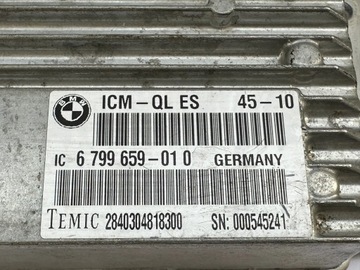 BMW
ICM-QL ES 45-10
IC 6 799 659-01 0 GERMANY
TEMIC 2840304818300 SN: 000545241